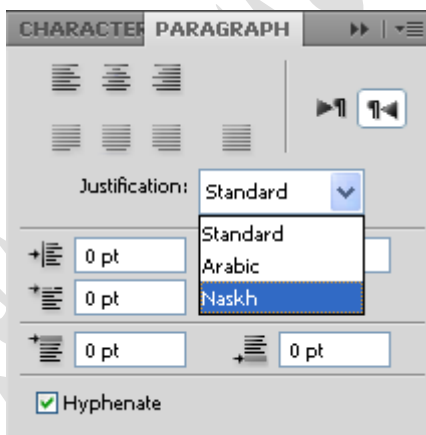 CHARACTER PARAGRAPH
Justification: Standard
Standard
Arabic
Naskh
0 pt
0 pt
0 pt 0 pt
Hyphenate